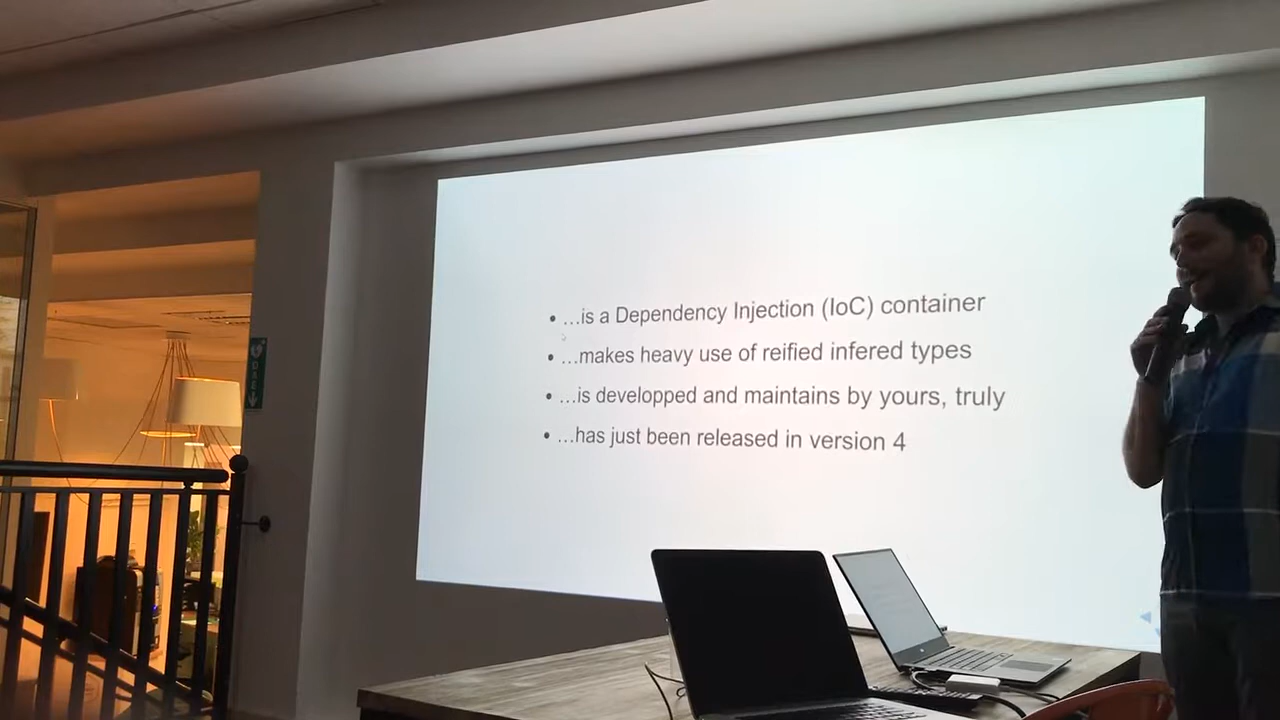 …is a Dependency Injection (IoC) container
…makes heavy use of reified infered types
…is developped and maintains by yours, truly
…has just been released in version 4
DAE